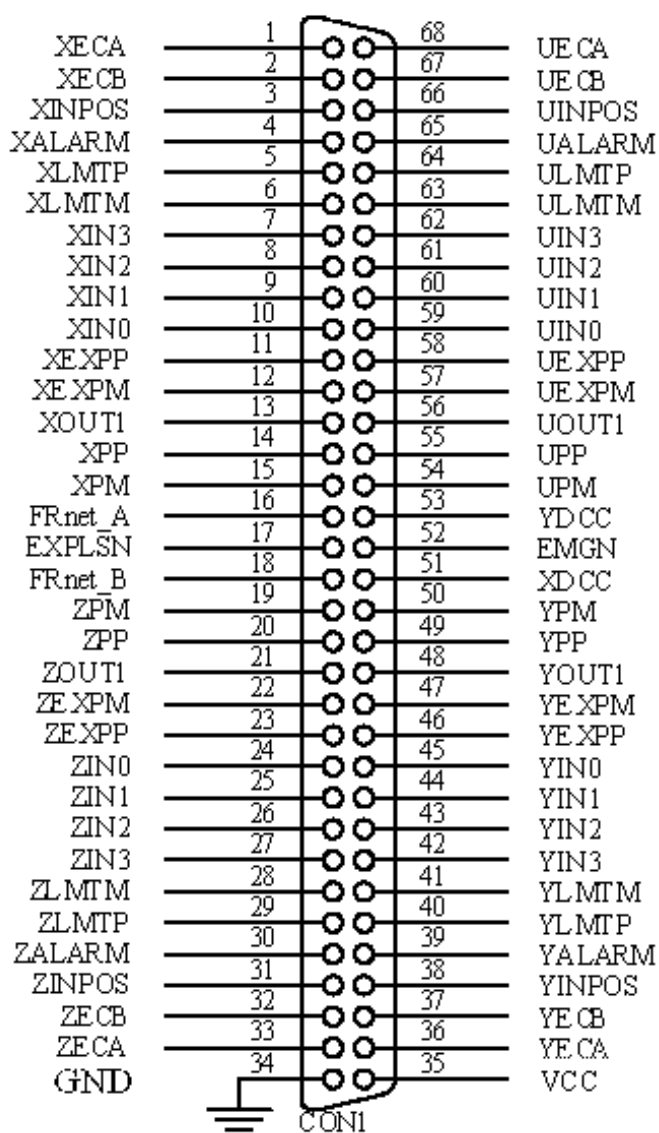 XECA 1 68 UECA
XECB 2 67 UECB
XINPOS 3 66 UINPOS
XALARM 4 65 UALARM
XLMTP 5 64 ULMTP
XLMTM 6 63 ULMTM
XIN3 7 62 UIN3
XIN2 8 61 UIN2
XIN1 9 60 UIN1
XIN0 10 59 UIN0
XEXPP 11 58 UEXPP
XEXPM 12 57 UEXPM
XOUT1 13 56 UOUT1
XPP 14 55 UPP
XPM 15 54 UPM
FRnet_A 16 53 YDCC
EXPLSN 17 52 EMGN
FRnet_B 18 51 XDCC
ZPM 19 50 YPM
ZPP 20 49 YPP
ZOUT1 21 48 YOUT1
ZEXPM 22 47 YEXPM
ZEXPP 23 46 YEXPP
ZIN0 24 45 YIN0
ZIN1 25 44 YIN1
ZIN2 26 43 YIN2
ZIN3 27 42 YIN3
ZLMTM 28 41 YLMTM
ZLMTP 29 40 YLMTP
ZALARM 30 39 YALARM
ZINPOS 31 38 YINPOS
ZECB 32 37 YECB
ZECA 33 36 YECA
GND 34 35 VCC
CON1